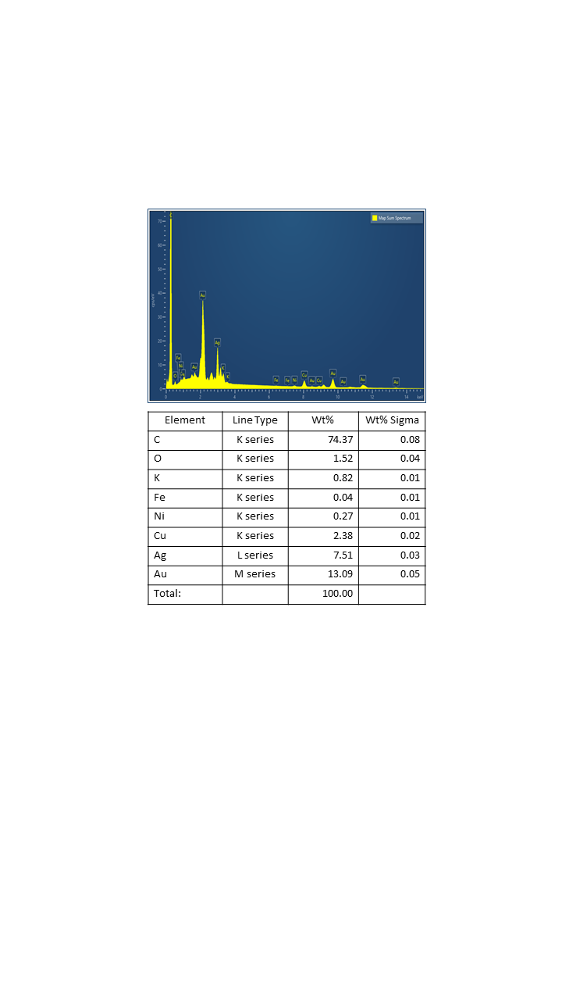 C
Map Sum Spectrum
70
60
50
40
30
20
10
0
cps/eV
Au
Ag
Fe
Ni
Au
K
O
K
Fe
Fe
Ni
Cu
Au
Cu
Au
Au
Au
Au
0
2
4
6
8
10
12
14
keV
Element Line Type Wt% Wt% Sigma
C K series 74.37 0.08
O K series 1.52 0.04
K K series 0.82 0.01
Fe K series 0.04 0.01
Ni K series 0.27 0.01
Cu K series 2.38 0.02
Ag L series 7.51 0.03
Au M series 13.09 0.05
Total: 100.00